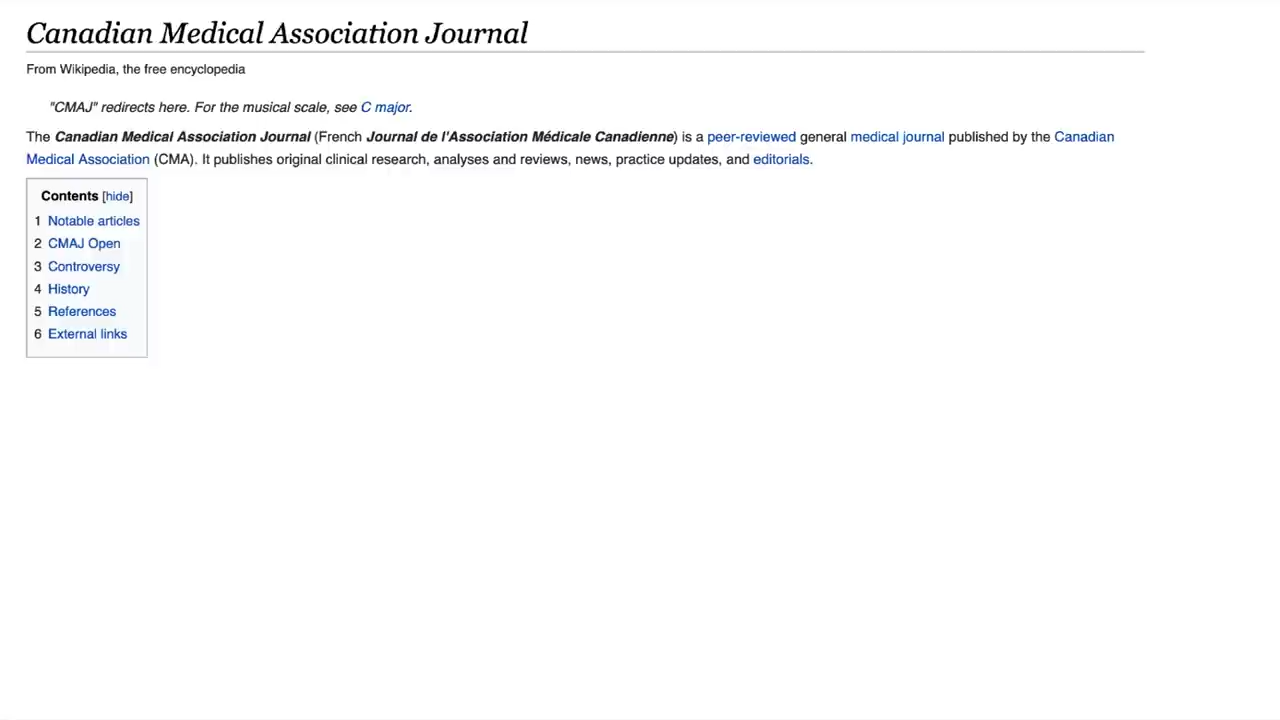 Canadian Medical Association Journal
From Wikipedia, the free encyclopedia
"CMAJ" redirects here. For the musical scale, see C major.
The Canadian Medical Association Journal (French Journal de l'Association Médicale Canadienne) is a peer-reviewed general medical journal published by the Canadian
Medical Association (CMA). It publishes original clinical research, analyses and reviews, news, practice updates, and editorials.
Contents [hide]
1 Notable articles
2 CMAJ Open
3 Controversy
4 History
5 References
6 External links